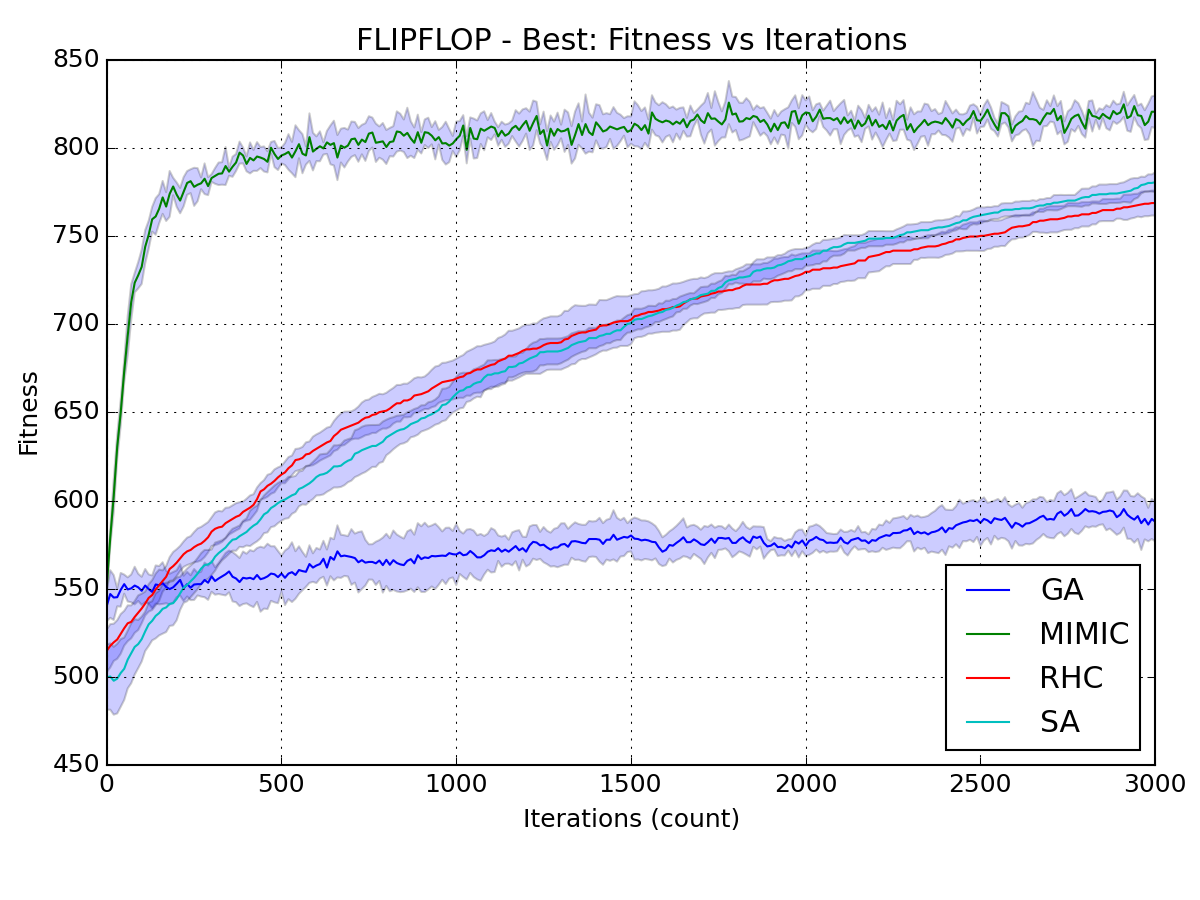 FLIPFLOP - Best: Fitness vs Iterations
850
800
750
700
650
600
550
500
450
Fitness
0 500 1000 1500 2000 2500 3000
Iterations (count)
GA
MIMIC
RHC
SA